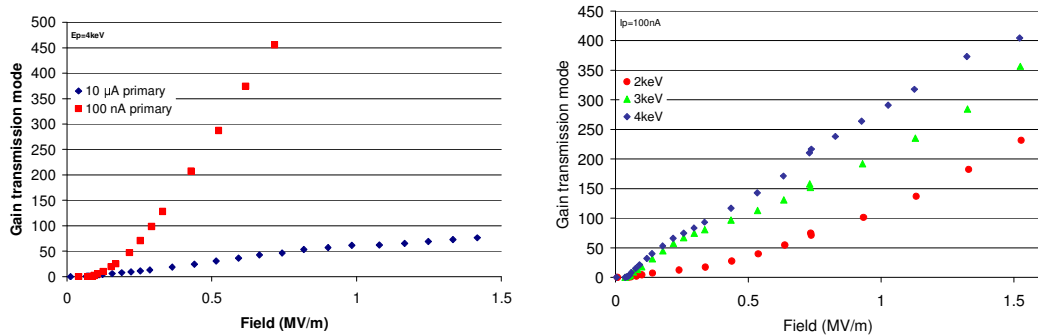 Gain transmission mode
500
450
400
350
300
250
200
150
100
50
0
Ep=4keV
10 µA primary
100 nA primary
0
0.5
1
1.5
Field (MV/m)
Gain transmission mode
450
400
350
300
250
200
150
100
50
0
Ip=100nA
2keV
3keV
4keV
0
0.5
1
1.5
Field (MV/m)